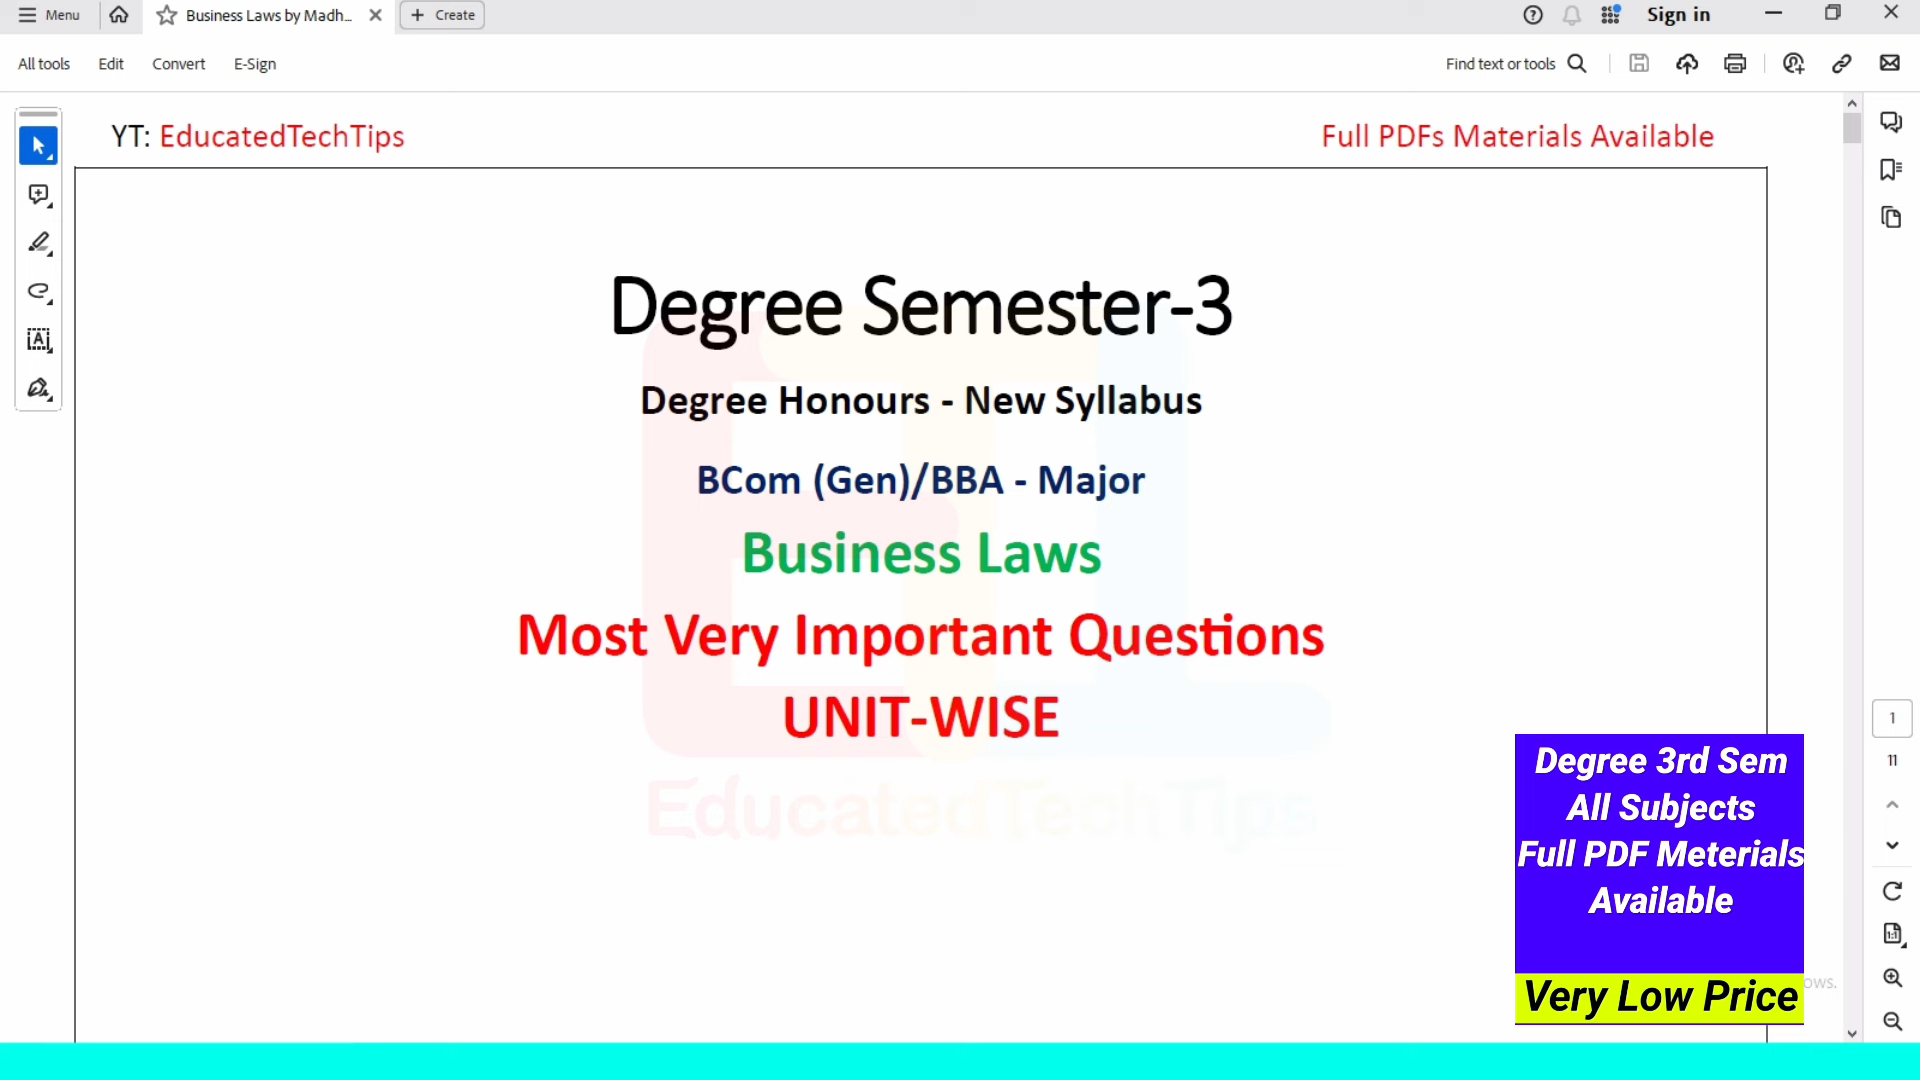 Menu
Business Laws by Madh...
Create
Sign in
All tools
Edit
Convert
E-Sign
Find text or tools
YT: EducatedTechTips
Full PDFs Materials Available
Degree Semester-3
Degree Honours - New Syllabus
BCom (Gen)/BBA - Major
Business Laws
Most Very Important Questions
UNIT-WISE
EducatedTechTips
1
11
Degree 3rd Sem
All Subjects
Full PDF Meterials
Available
Very Low Price